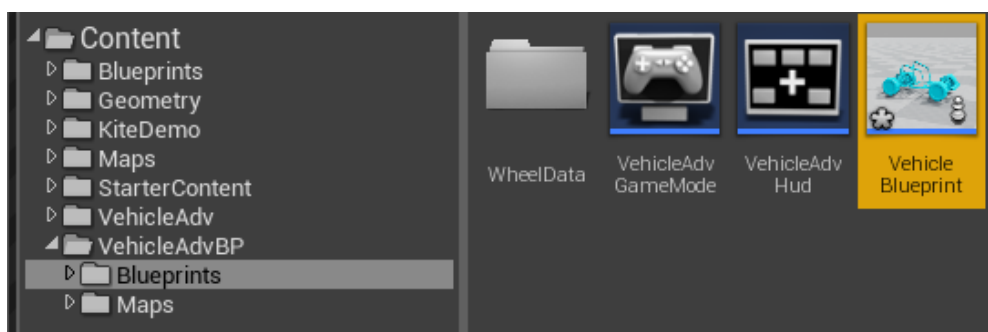 Content
Blueprints
Geometry
KiteDemo
Maps
StarterContent
VehicleAdv
VehicleAdvBP
Blueprints
Maps
WheelData
VehicleAdv
GameMode
VehicleAdv
Hud
Vehicle
Blueprint